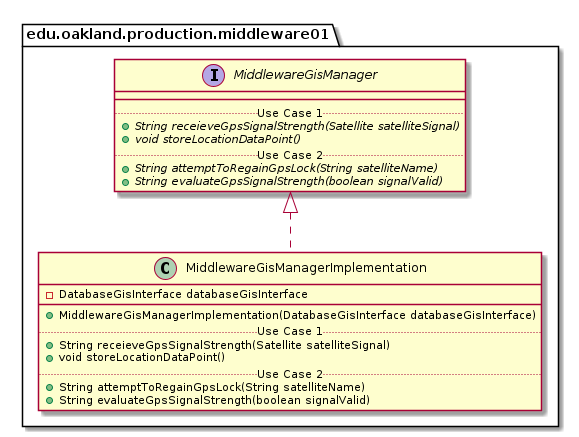 edu.oakland.production.middleware01
I
MiddlewareGisManager
Use Case 1
String receieveGpsSignalStrength(Satellite satelliteSignal)
void storeLocationDataPoint()
Use Case 2
String attemptToRegainGpsLock(String satelliteName)
String evaluateGpsSignalStrength(boolean signalValid)
C
MiddlewareGisManagerImplementation
DatabaseGisInterface databaseGisInterface
MiddlewareGisManagerImplementation(DatabaseGisInterface databaseGisInterface)
Use Case 1
String receieveGpsSignalStrength(Satellite satelliteSignal)
void storeLocationDataPoint()
Use Case 2
String attemptToRegainGpsLock(String satelliteName)
String evaluateGpsSignalStrength(boolean signalValid)